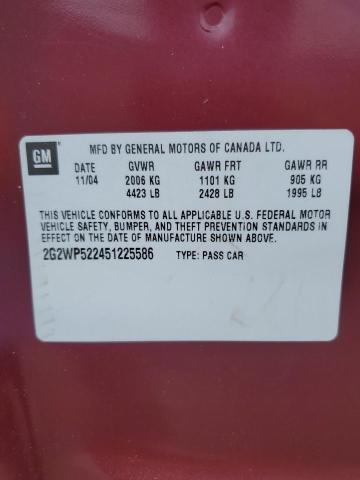 GM
MFD BY GENERAL MOTORS OF CANADA LTD.
DATE GVWR GAWR FRT GAWR RR
11/04 2006 KG 1101 KG 905 KG
4423 LB 2428 LB 1995 LB
THIS VEHICLE CONFORMS TO ALL APPLICABLE U.S. FEDERAL MOTOR
VEHICLE SAFETY, BUMPER, AND THEFT PREVENTION STANDARDS IN
EFFECT ON THE DATE OF MANUFACTURE SHOWN ABOVE.
2G2WP522451225586 TYPE: PASS CAR